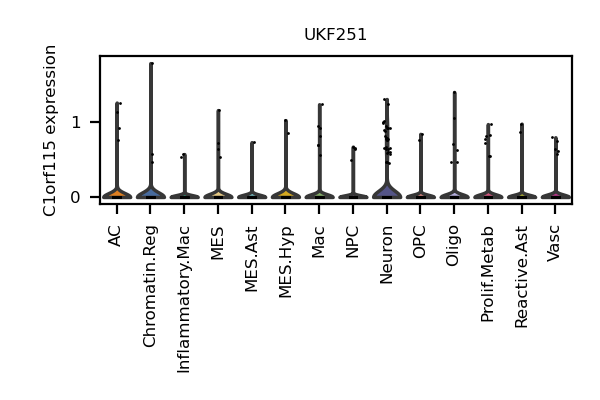 UKF251
C1orf115 expression
1
0
AC
Chromatin.Reg
Inflammatory.Mac
MES
MES.Ast
MES.Hyp
Mac
NPC
Neuron
OPC
Oligo
Prolif.Metab
Reactive.Ast
Vasc